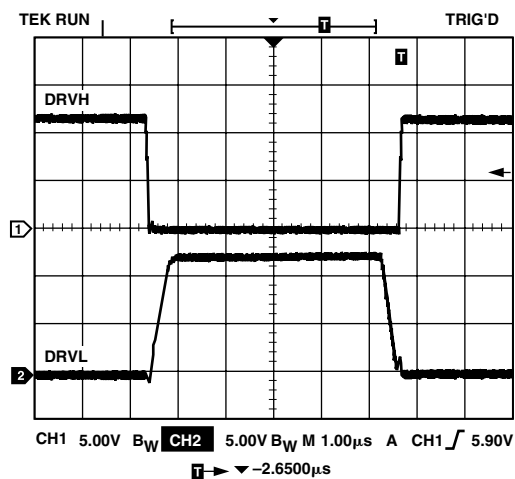 TEK RUN T TRIG'D
T
DRVH
1
DRVL
2
CH1 5.00V BW CH2 5.00V BW M 1.00µs A CH1 5.90V
T −2.6500µs